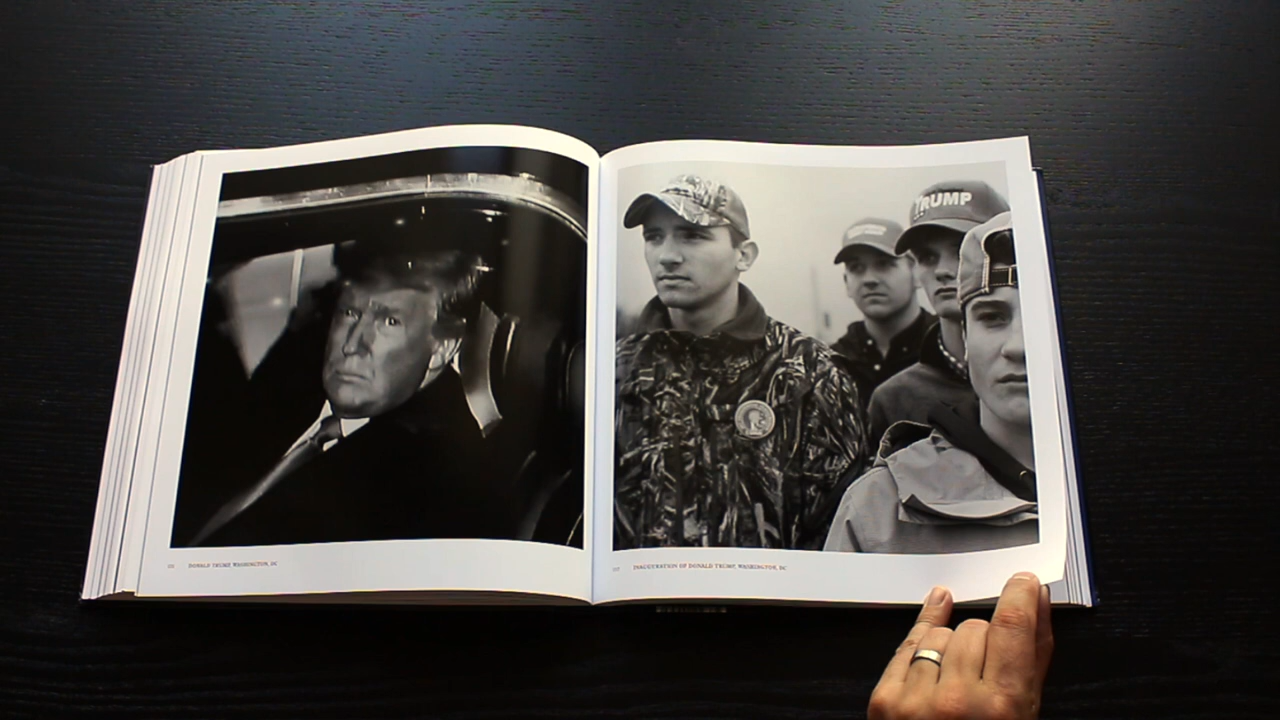 DONALD TRUMP, WASHINGTON, DC
TRUMP
INAUGURATION OF DONALD TRUMP, WASHINGTON, DC